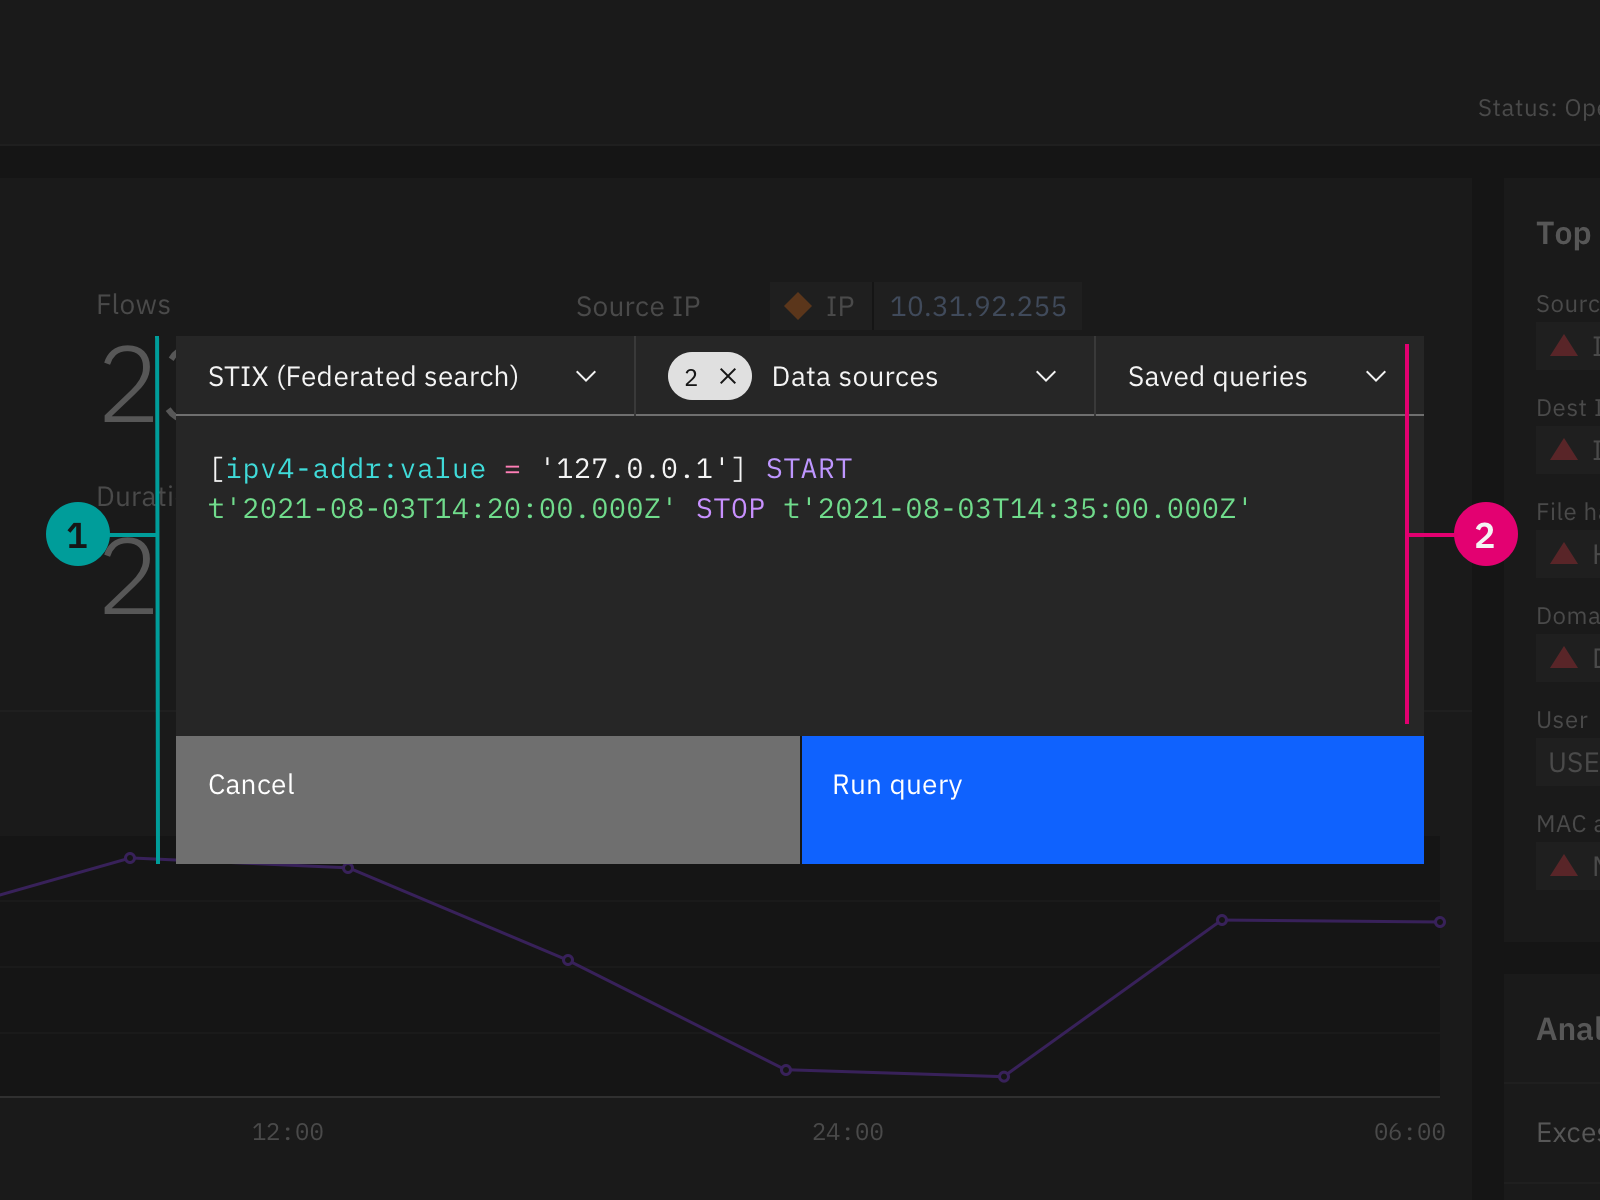 Status: Ope
Top
Flows
Source IP
IP
10.31.92.255
STIX (Federated search)
2
Data sources
Saved queries
[ipv4-addr:value = '127.0.0.1'] START
t'2021-08-03T14:20:00.000Z' STOP t'2021-08-03T14:35:00.000Z'
Durati
1
2
2
Cancel
Run query
Sourc
Dest I
File ha
Doma
User
USE
MAC a
Anal
Exces
12:00
24:00
06:00